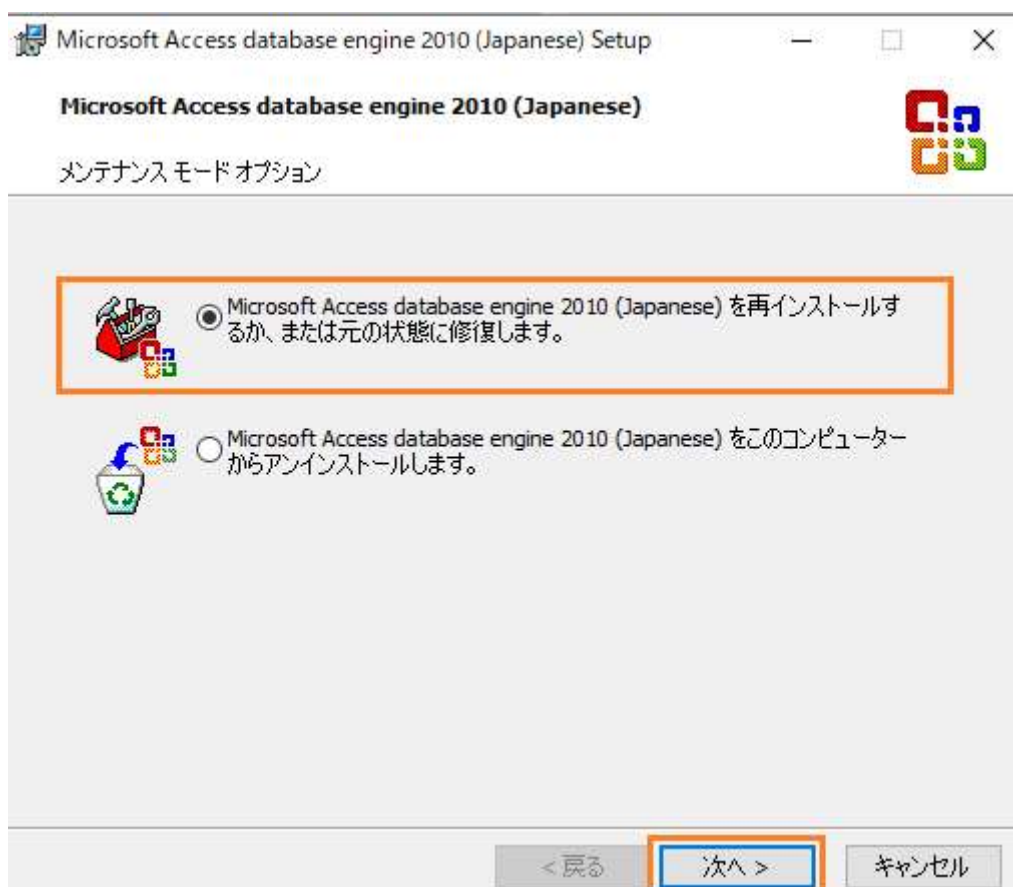 Microsoft Access database engine 2010 (Japanese) Setup
Microsoft Access database engine 2010 (Japanese)
メンテナンス モード オプション
Microsoft Access database engine 2010 (Japanese) を再インストールす
るか、または元の状態に修復します。
Microsoft Access database engine 2010 (Japanese) をこのコンピューター
からアンインストールします。
< 戻る
次へ >
キャンセル